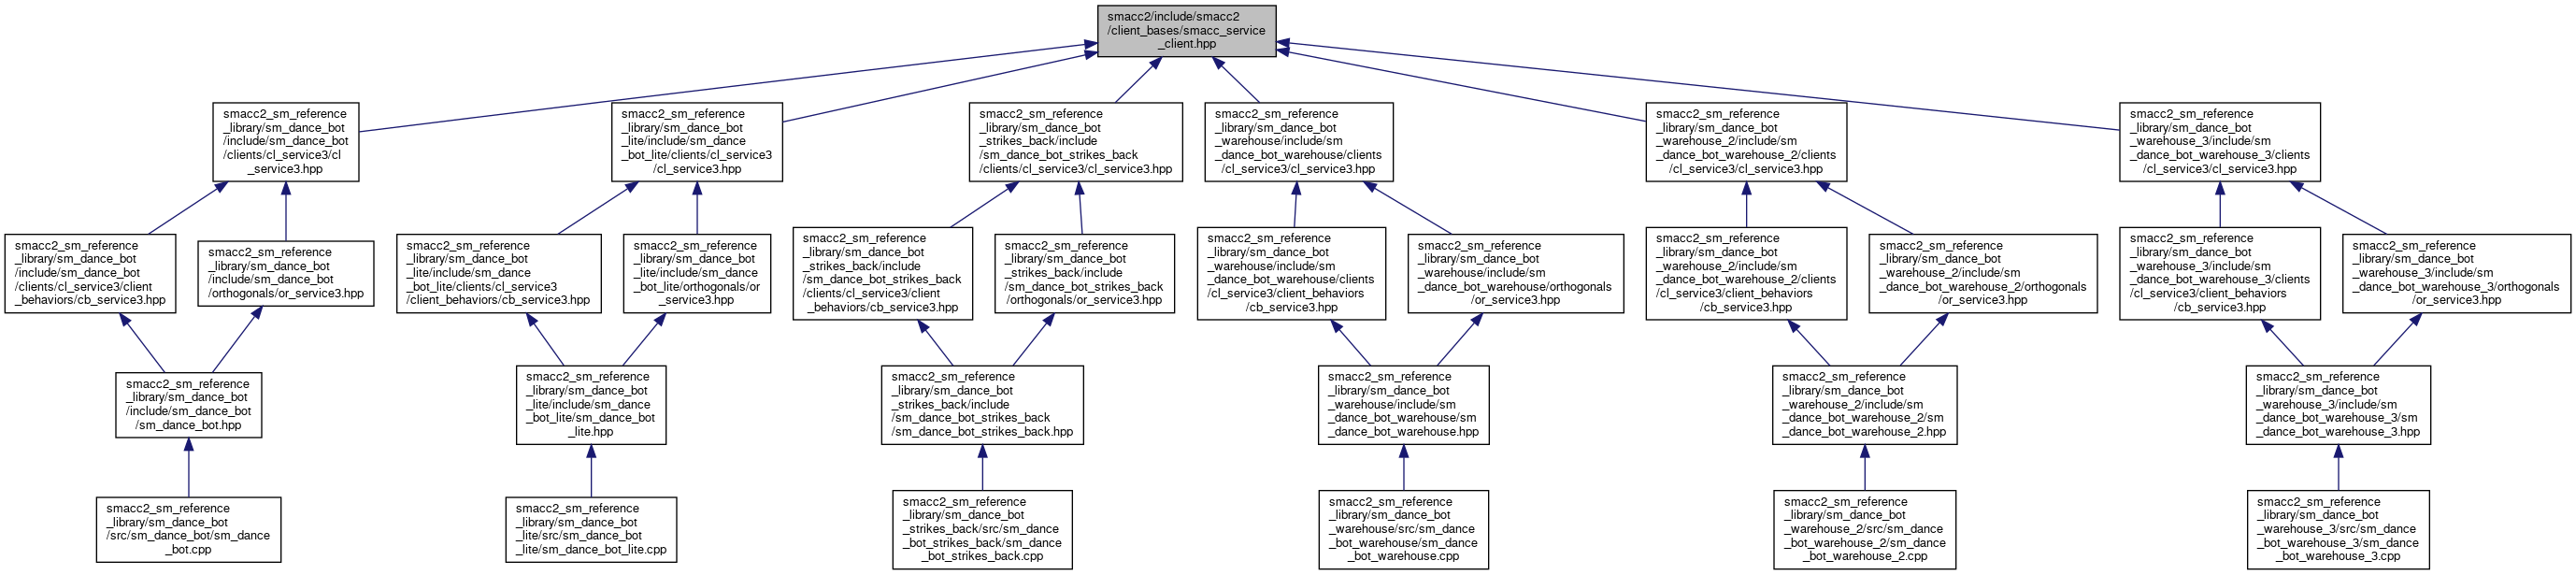 smacc2/include/smacc2
/client_bases/smacc_service
_client.hpp
smacc2_sm_reference
_library/sm_dance_bot
/include/sm_dance_bot
/clients/cl_service3/cl
_service3.hpp
smacc2_sm_reference
_library/sm_dance_bot
_lite/include/sm_dance
_bot_lite/clients/cl_service3
/cl_service3.hpp
smacc2_sm_reference
_library/sm_dance_bot
_strikes_back/include
/sm_dance_bot_strikes_back
/clients/cl_service3/cl_service3.hpp
smacc2_sm_reference
_library/sm_dance_bot
_warehouse/include/sm
_dance_bot_warehouse/clients
/cl_service3/cl_service3.hpp
smacc2_sm_reference
_library/sm_dance_bot
_warehouse_2/include/sm
_dance_bot_warehouse_2/clients
/cl_service3/cl_service3.hpp
smacc2_sm_reference
_library/sm_dance_bot
_warehouse_3/include/sm
_dance_bot_warehouse_3/clients
/cl_service3/cl_service3.hpp
smacc2_sm_reference
_library/sm_dance_bot
/include/sm_dance_bot
/clients/cl_service3/client
_behaviors/cb_service3.hpp
smacc2_sm_reference
_library/sm_dance_bot
/include/sm_dance_bot
/orthogonals/or_service3.hpp
smacc2_sm_reference
_library/sm_dance_bot
_lite/include/sm_dance
_bot_lite/clients/cl_service3
/client_behaviors/cb_service3.hpp
smacc2_sm_reference
_library/sm_dance_bot
_lite/include/sm_dance
_bot_lite/orthogonals/or
_service3.hpp
smacc2_sm_reference
_library/sm_dance_bot
_strikes_back/include
/sm_dance_bot_strikes_back
/clients/cl_service3/client
_behaviors/cb_service3.hpp
smacc2_sm_reference
_library/sm_dance_bot
_strikes_back/include
/sm_dance_bot_strikes_back
/orthogonals/or_service3.hpp
smacc2_sm_reference
_library/sm_dance_bot
_warehouse/include/sm
_dance_bot_warehouse/clients
/cl_service3/client_behaviors
/cb_service3.hpp
smacc2_sm_reference
_library/sm_dance_bot
_warehouse/include/sm
_dance_bot_warehouse/orthogonals
/or_service3.hpp
smacc2_sm_reference
_library/sm_dance_bot
_warehouse_2/include/sm
_dance_bot_warehouse_2/clients
/cl_service3/client_behaviors
/cb_service3.hpp
smacc2_sm_reference
_library/sm_dance_bot
_warehouse_2/include/sm
_dance_bot_warehouse_2/orthogonals
/or_service3.hpp
smacc2_sm_reference
_library/sm_dance_bot
_warehouse_3/include/sm
_dance_bot_warehouse_3/clients
/cl_service3/client_behaviors
/cb_service3.hpp
smacc2_sm_reference
_library/sm_dance_bot
_warehouse_3/include/sm
_dance_bot_warehouse_3/orthogonals
/or_service3.hpp
smacc2_sm_reference
_library/sm_dance_bot
/include/sm_dance_bot
/sm_dance_bot.hpp
smacc2_sm_reference
_library/sm_dance_bot
_lite/include/sm_dance
_bot_lite/sm_dance_bot
_lite.hpp
smacc2_sm_reference
_library/sm_dance_bot
_strikes_back/include
/sm_dance_bot_strikes_back
/sm_dance_bot_strikes_back.hpp
smacc2_sm_reference
_library/sm_dance_bot
_warehouse/include/sm
_dance_bot_warehouse/sm
_dance_bot_warehouse.hpp
smacc2_sm_reference
_library/sm_dance_bot
_warehouse_2/include/sm
_dance_bot_warehouse_2/sm
_dance_bot_warehouse_2.hpp
smacc2_sm_reference
_library/sm_dance_bot
_warehouse_3/include/sm
_dance_bot_warehouse_3/sm
_dance_bot_warehouse_3.hpp
smacc2_sm_reference
_library/sm_dance_bot
/src/sm_dance_bot/sm_dance
_bot.cpp
smacc2_sm_reference
_library/sm_dance_bot
_lite/src/sm_dance_bot
_lite/sm_dance_bot_lite.cpp
smacc2_sm_reference
_library/sm_dance_bot
_strikes_back/src/sm_dance
_bot_strikes_back/sm_dance
_bot_strikes_back.cpp
smacc2_sm_reference
_library/sm_dance_bot
_warehouse/src/sm_dance
_bot_warehouse/sm_dance
_bot_warehouse.cpp
smacc2_sm_reference
_library/sm_dance_bot
_warehouse_2/src/sm_dance
_bot_warehouse_2/sm_dance
_bot_warehouse_2.cpp
smacc2_sm_reference
_library/sm_dance_bot
_warehouse_3/src/sm_dance
_bot_warehouse_3/sm_dance
_bot_warehouse_3.cpp